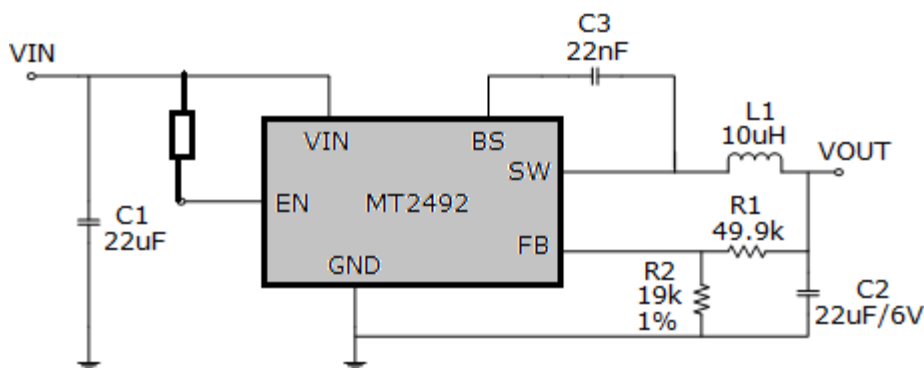 VIN
C3
22nF
L1
10uH
VOUT
VIN
BS
SW
EN
MT2492
FB
GND
C1
22uF
R1
49.9k
R2
19k
1%
C2
22uF/6V